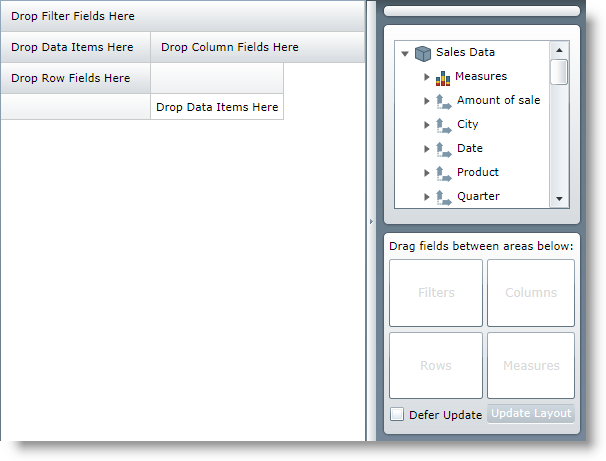 Drop Filter Fields Here
Drop Data Items Here
Drop Column Fields Here
Drop Row Fields Here
Drop Data Items Here
Sales Data
Measures
Amount of sale
City
Date
Product
Quarter
Drag fields between areas below:
Filters
Columns
Rows
Measures
Defer Update
Update Layout